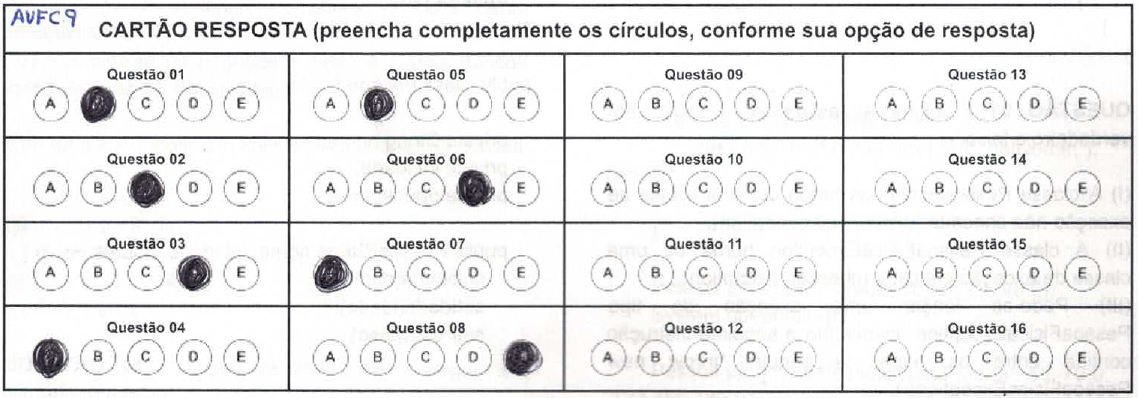 AVFC9
CARTÃO RESPOSTA (preencha completamente os círculos, conforme sua opção de resposta)
Questão 01 Questão 05 Questão 09 Questão 13
A C D E A C D E A B C D E A B C D E
Questão 02 Questão 06 Questão 10 Questão 14
A B D E A B C E A B C D E A B C D E
Questão 03 Questão 07 Questão 11 Questão 15
A B C E B C D E A B C D E A B C D E
Questão 04 Questão 08 Questão 12 Questão 16
B C D E A B C D A B C D E A B C D E